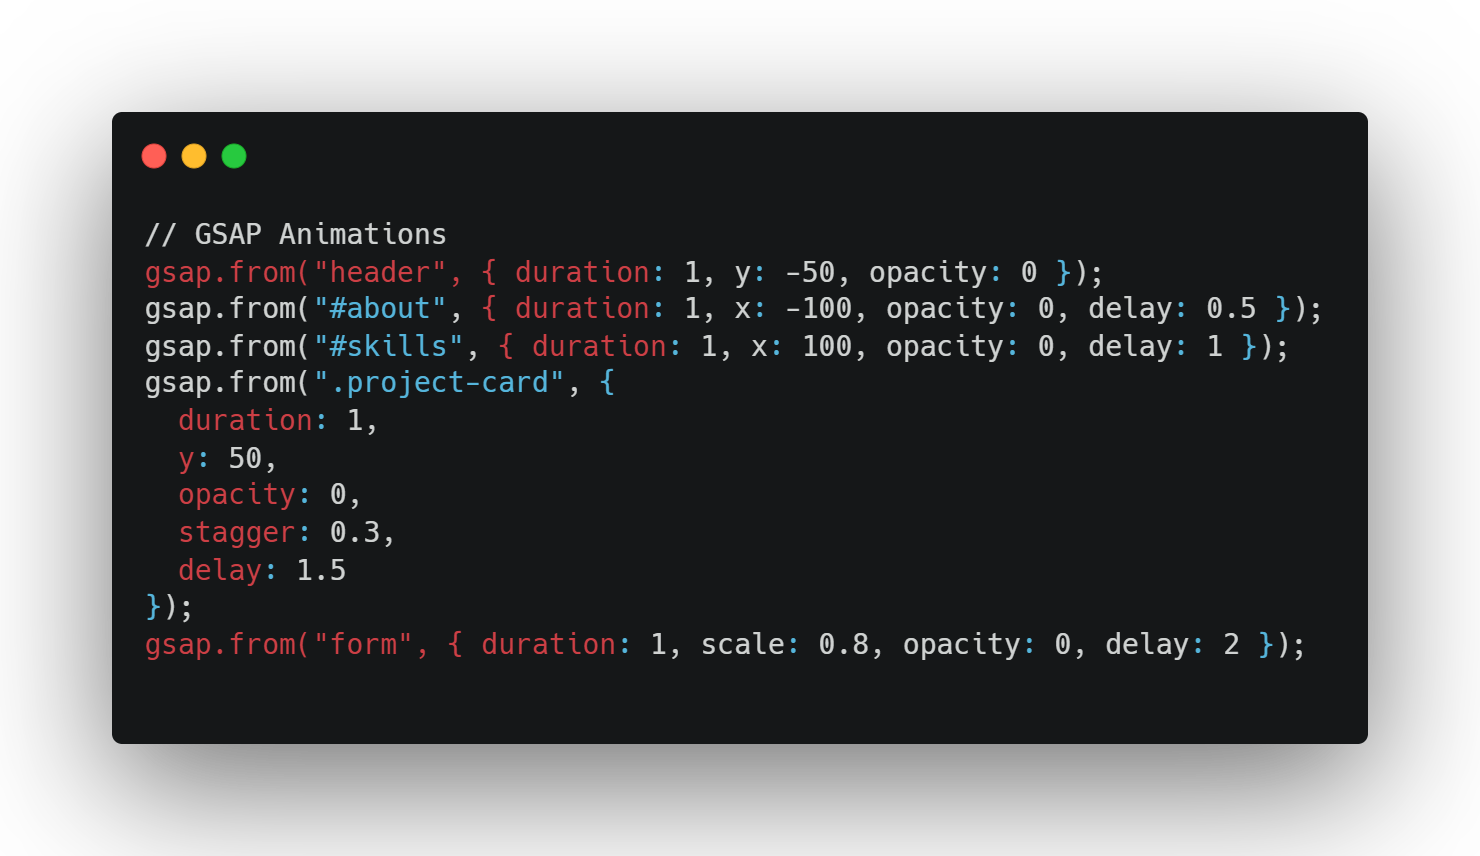 // GSAP Animations
gsap.from("header", { duration: 1, y: -50, opacity: 0 });
gsap.from("#about", { duration: 1, x: -100, opacity: 0, delay: 0.5 });
gsap.from("#skills", { duration: 1, x: 100, opacity: 0, delay: 1 });
gsap.from(".project-card", {
  duration: 1,
  y: 50,
  opacity: 0,
  stagger: 0.3,
  delay: 1.5
});
gsap.from("form", { duration: 1, scale: 0.8, opacity: 0, delay: 2 });